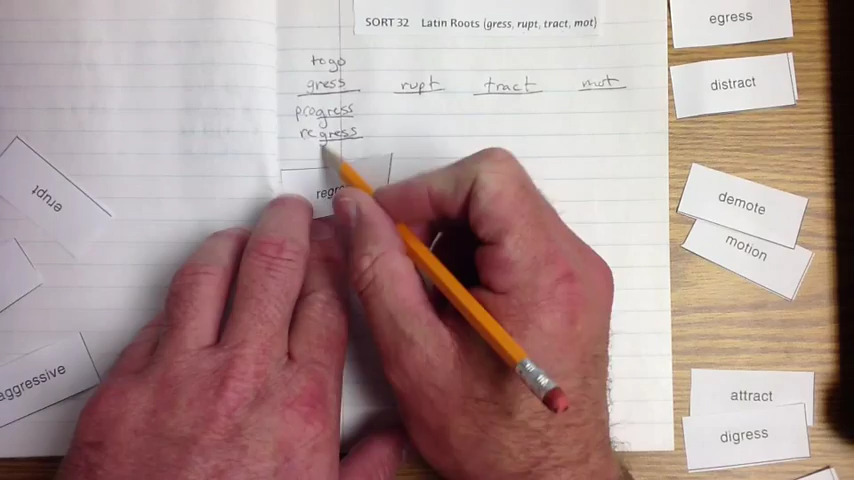 SORT 32 Latin Roots (gress, rupt, tract, mot)
to go
gress rupt tract mot
progress
regress
egress
distract
demote
motion
attract
digress
erupt
aggressive